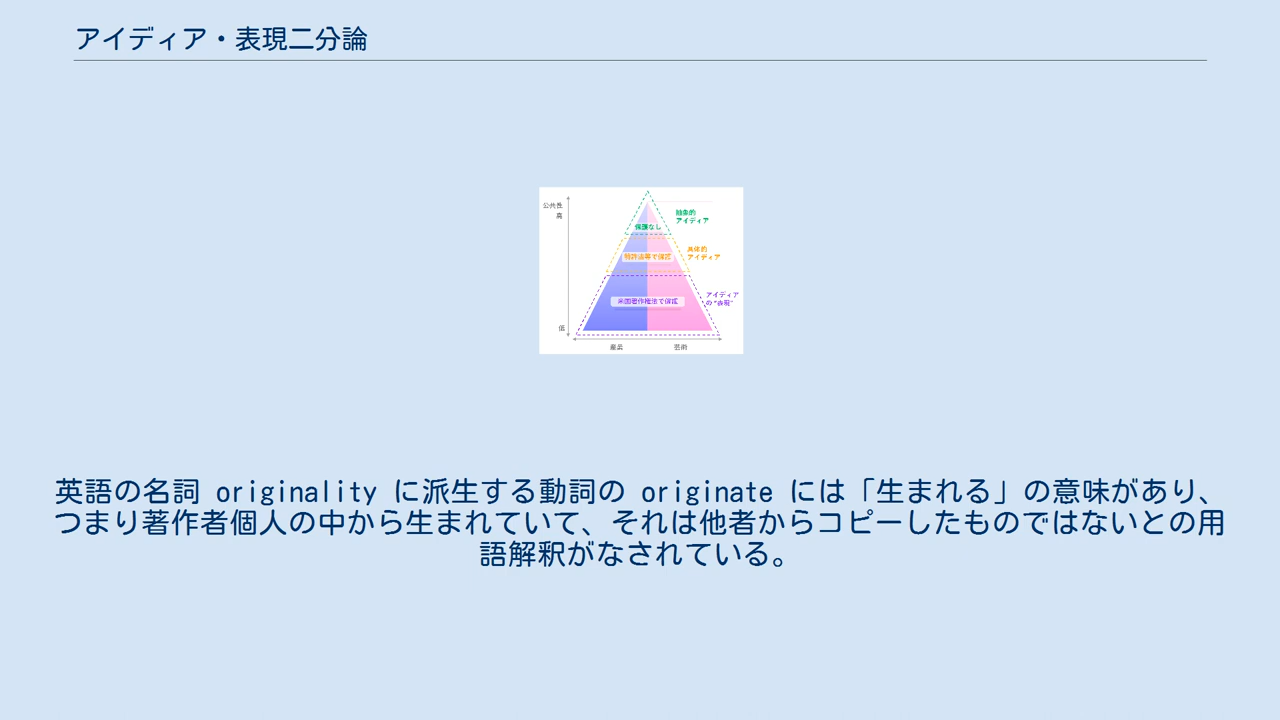 アイディア・表現二分論
公共性
高
抽象的
アイディア
保護なし
具体的
アイディア
特許法等で保護
アイディア
の "表現"
米国著作権法で保護
低
産業
芸術
英語の名詞 originality に派生する動詞の originate には「生まれる」の意味があり、
つまり著作者個人の中から生まれていて、それは他者からコピーしたものではないとの用
語解釈がなされている。